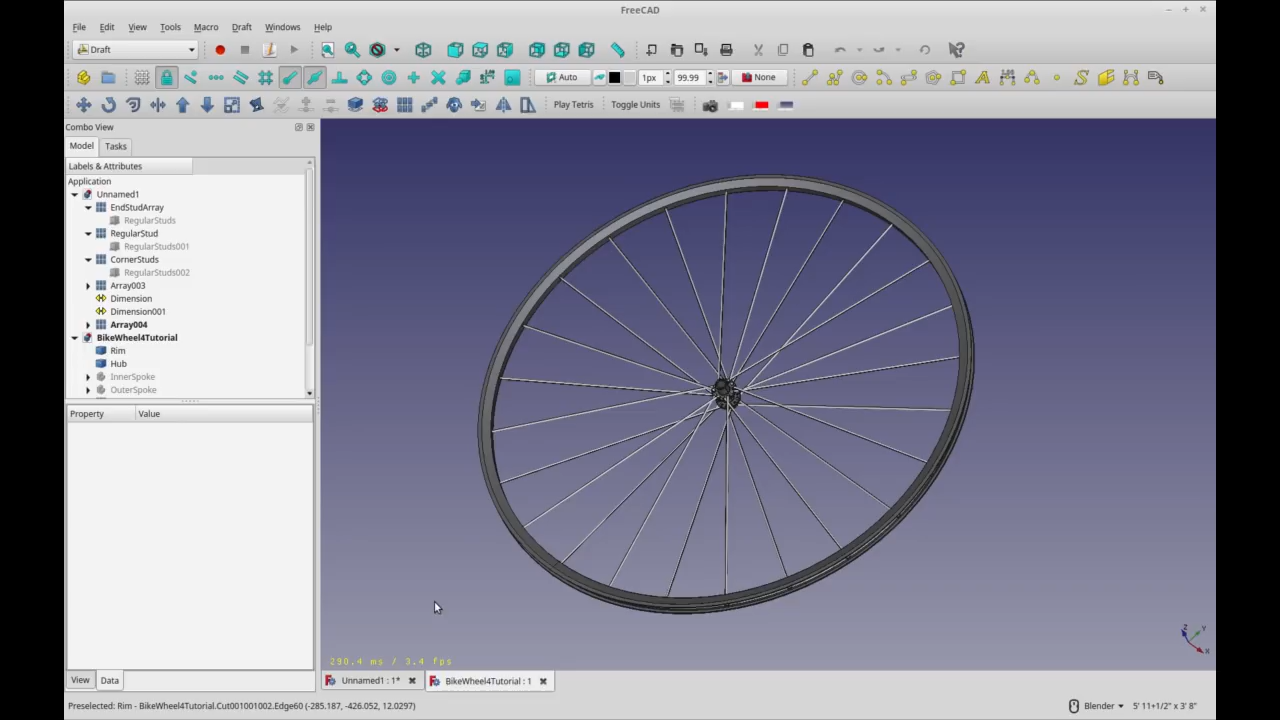 FreeCAD
File Edit View Tools Macro Draft Windows Help
Draft
Auto 1px 99.99 None
Play Tetris Toggle Units
Combo View
Model Tasks
Labels & Attributes
Application
Unnamed1
EndStudArray
RegularStuds
RegularStud
RegularStuds001
CornerStuds
RegularStuds002
Array003
Dimension
Dimension001
Array004
BikeWheel4Tutorial
Rim
Hub
InnerSpoke
OuterSpoke
Property Value
Z Y
X
290.4 ms / 3.4 fps
View Data
Unnamed1 : 1* BikeWheel4Tutorial : 1
Preselected: Rim - BikeWheel4Tutorial.Cut001001002.Edge60 (-285.187, -426.052, 12.0297) Blender 5' 11+1/2" x 3' 8"